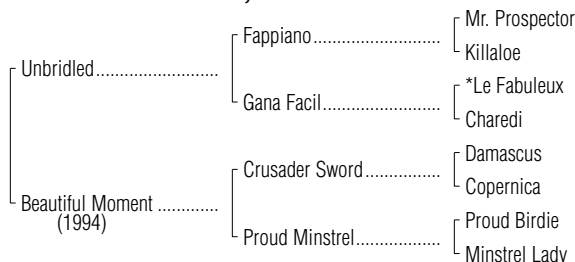 Mr. Prospector
Fappiano
Killaloe
Unbridled
*Le Fabuleux
Gana Facil
Charedi
Damascus
Crusader Sword
Copernica
Beautiful Moment
(1994)
Proud Birdie
Proud Minstrel
Minstrel Lady